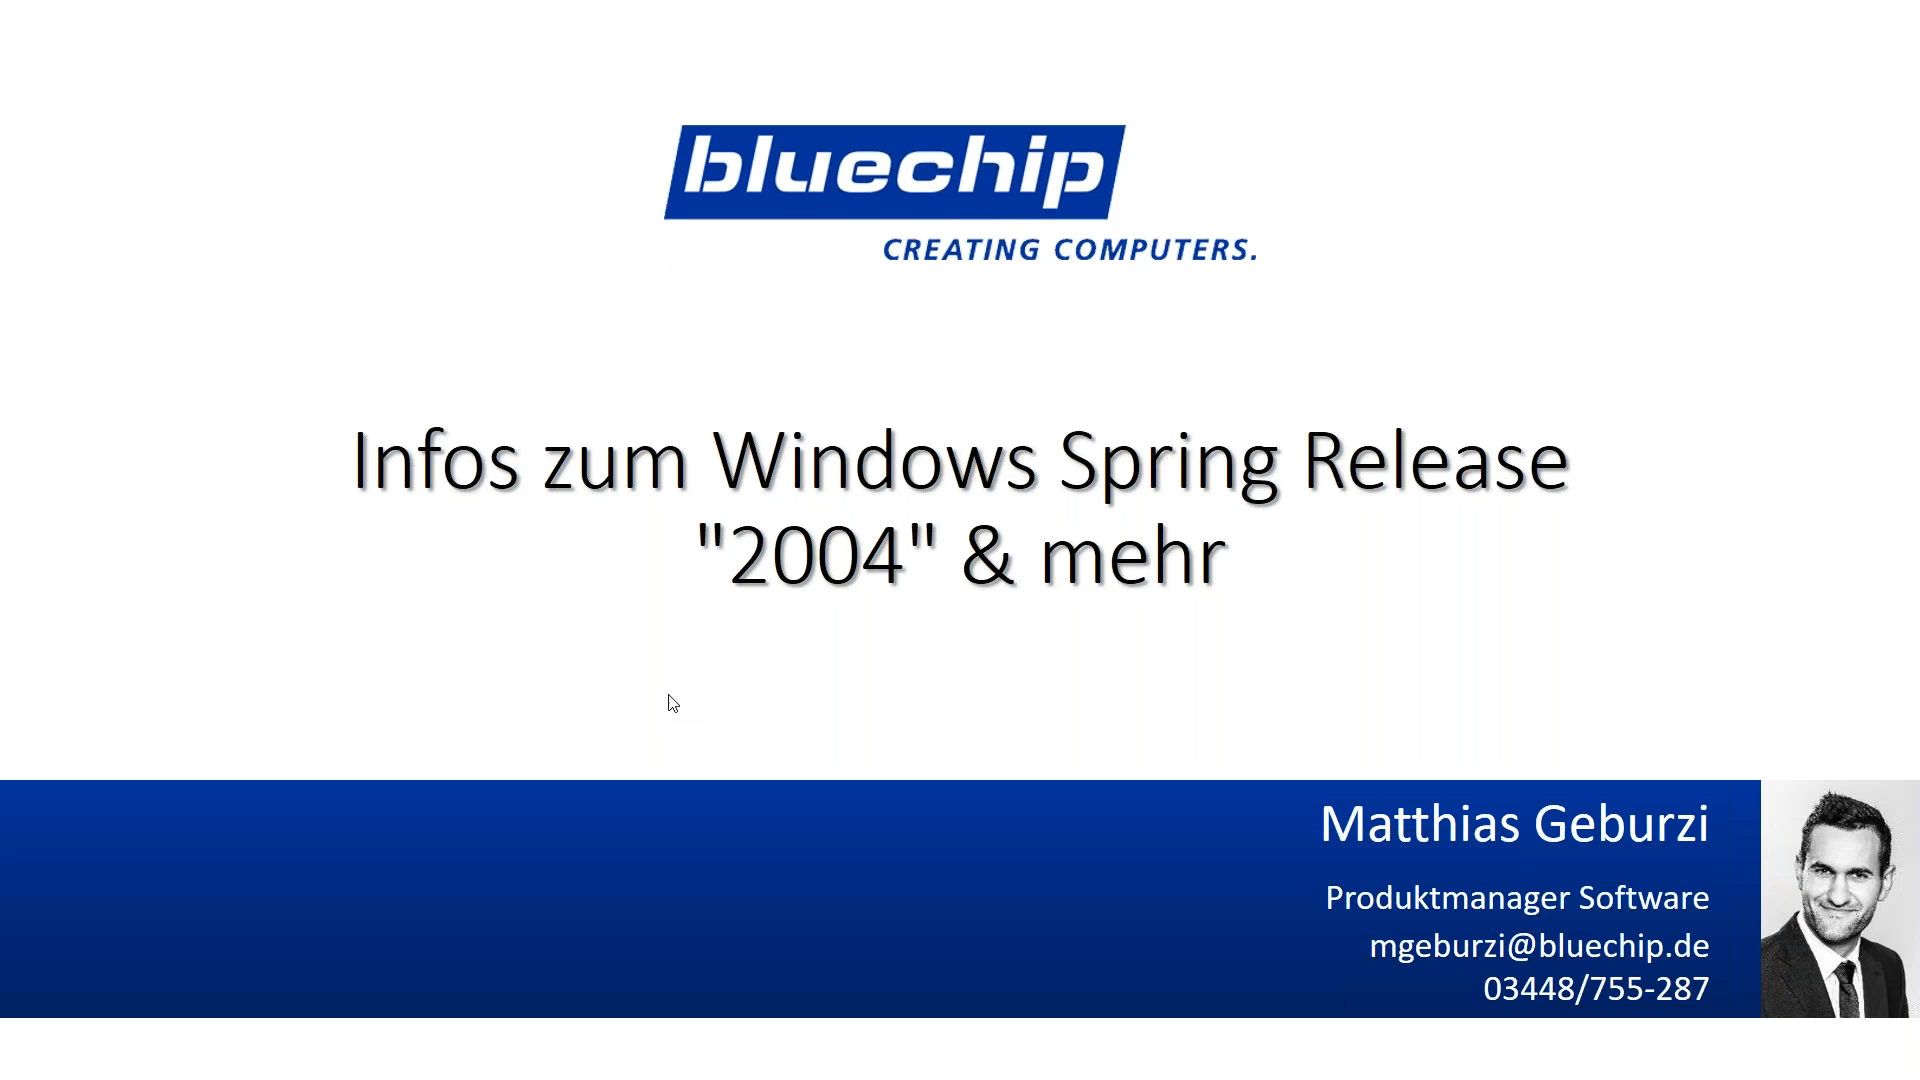 bluechip
CREATING COMPUTERS.
Infos zum Windows Spring Release
"2004" & mehr
Matthias Geburzi
Produktmanager Software
mgeburzi@bluechip.de
03448/755-287